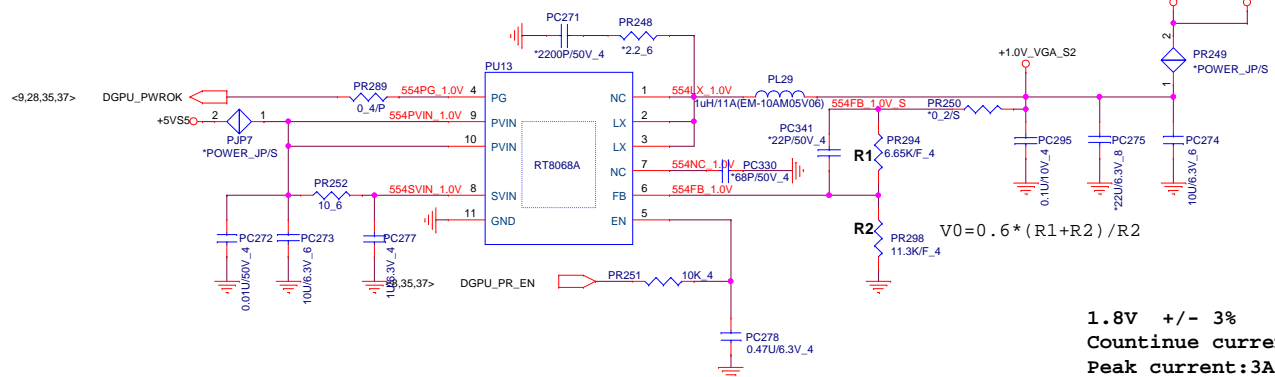 PC271
PR248
*2200P/50V_4
*2.2_6
2
+1.0V_VGA_S2
PR249
*POWER_JP/S
1
PU13
<9,28,35,37>
DGPU_PWROK
PR289
0_4/P
554PG_1.0V
4
PG
NC
1
554LX_1.0V
PL29
1uH/11A(EM-10AM05V06)
554FB_1.0V_S
PR250
*0_2/S
+5VS5
2
1
PJP7
*POWER_JP/S
554PVIN_1.0V
9
PVIN
LX
2
10
PVIN
LX
3
RT8068A
NC
7
554NC_1.0V
PC330
*68P/50V_4
PC341
*22P/50V_4
R1
PR294
6.65K/F_4
PC295
0.1U/10V_4
PC275
*22U/6.3V_8
PC274
10U/6.3V_6
PR252
10_6
554SVIN_1.0V
8
SVIN
FB
6
554FB_1.0V
11
GND
EN
5
R2
PR298
11.3K/F_4
V0=0.6*(R1+R2)/R2
PC272
0.01U/50V_4
PC273
10U/6.3V_6
PC277
1U/6.3V_4
,35,37>
DGPU_PR_EN
PR251
10K_4
PC278
0.47U/6.3V_4
1.8V +/- 3%
Countinue curre
Peak current:3A